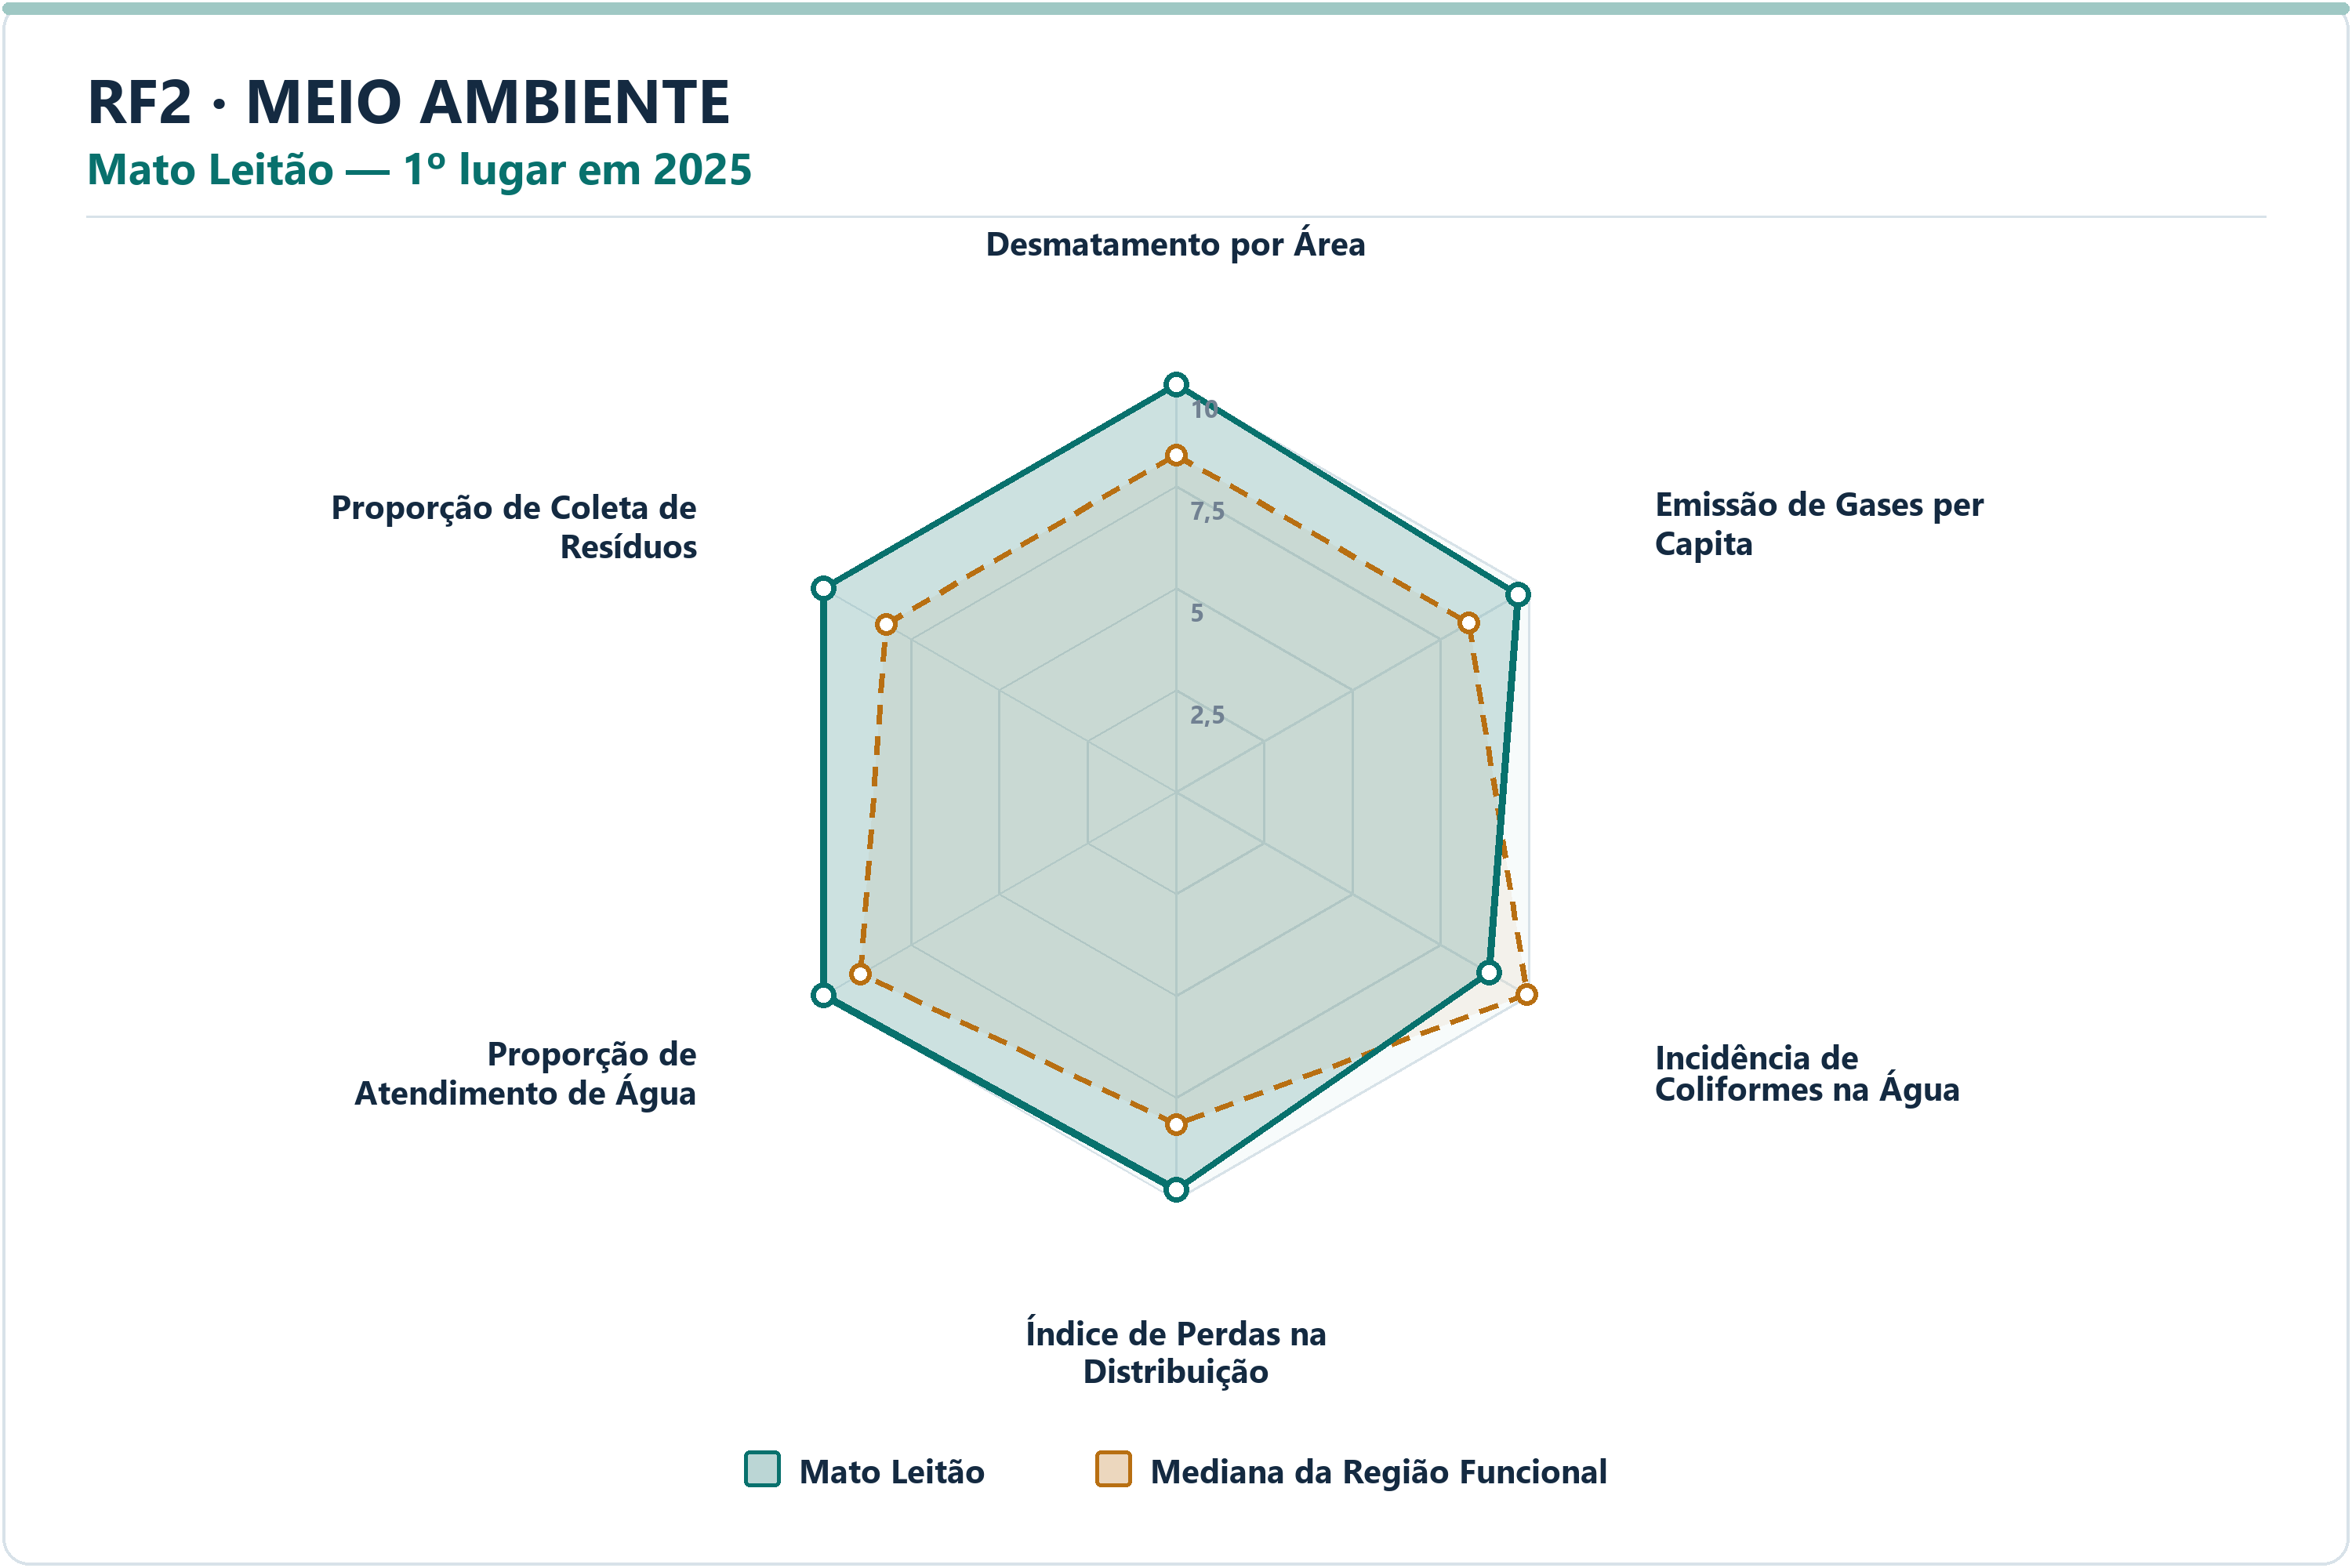 RF2 · MEIO AMBIENTE
Mato Leitão — 1º lugar em 2025
Desmatamento por Área
10
7,5
5
2,5
Proporção de Coleta de
Resíduos
Emissão de Gases per
Capita
Proporção de
Atendimento de Água
Incidência de
Coliformes na Água
Índice de Perdas na
Distribuição
Mato Leitão
Mediana da Região Funcional